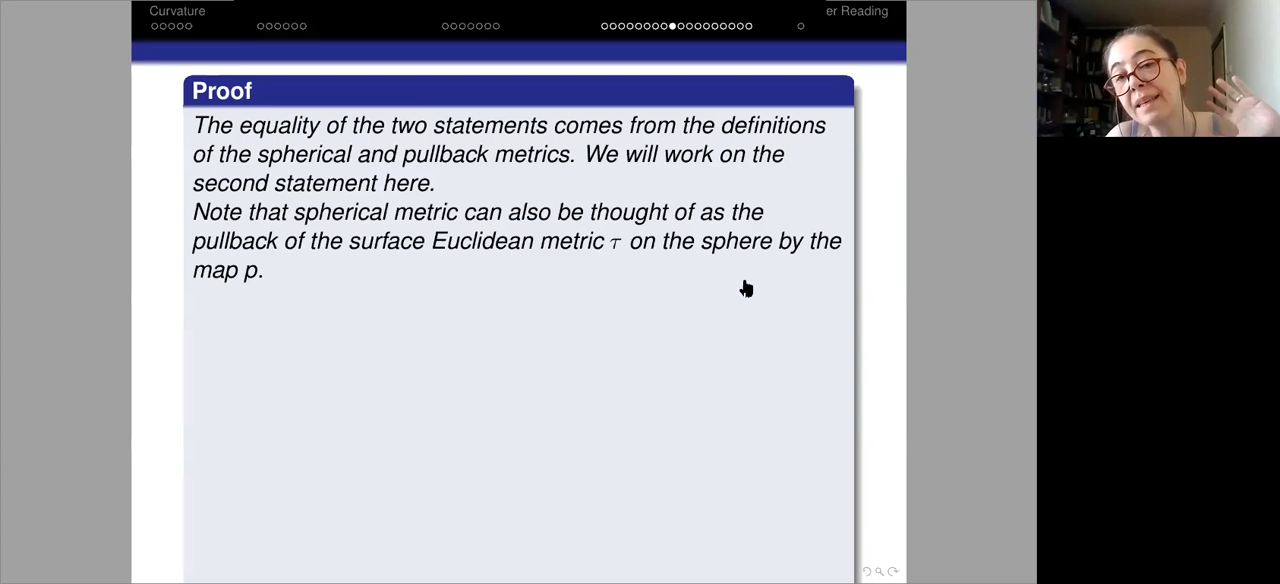 Curvature
er Reading
Proof
The equality of the two statements comes from the definitions
of the spherical and pullback metrics. We will work on the
second statement here.
Note that spherical metric can also be thought of as the
pullback of the surface Euclidean metric τ on the sphere by the
map p.